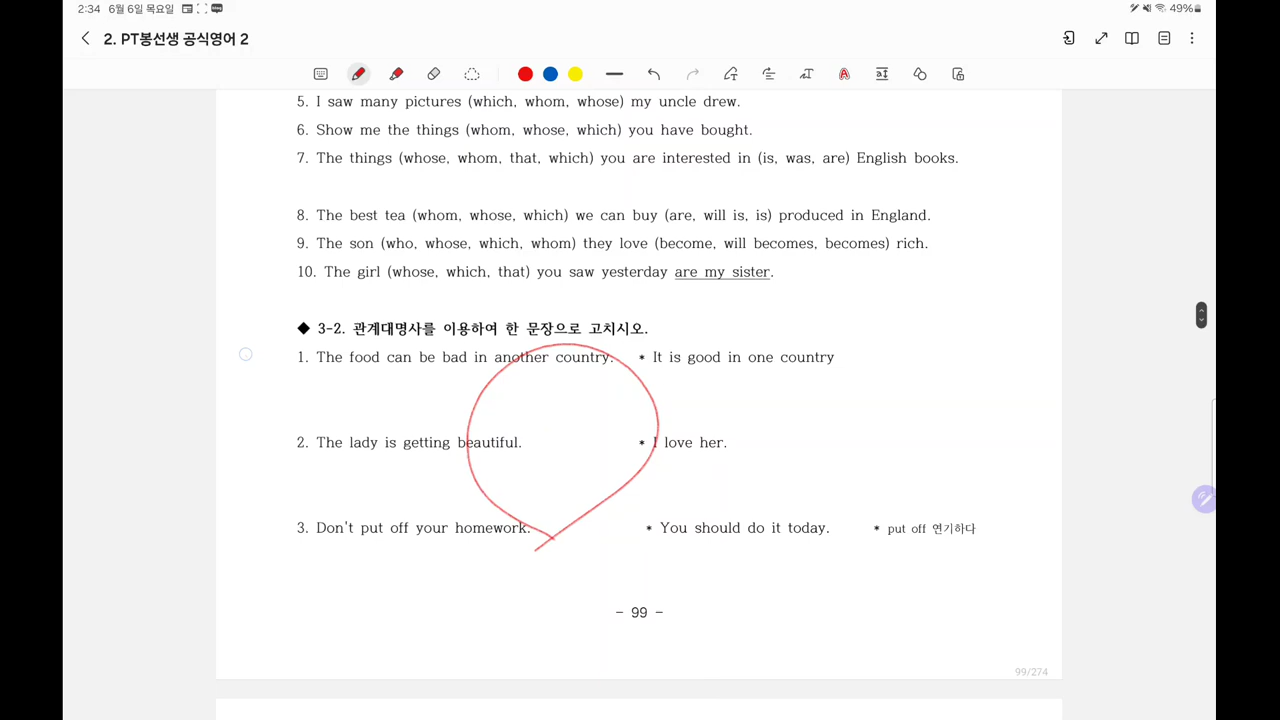 2:34 6월 6일 목요일
49%
2. PT봉선생 공식영어 2
5. I saw many pictures (which, whom, whose) my uncle drew.
6. Show me the things (whom, whose, which) you have bought.
7. The things (whose, whom, that, which) you are interested in (is, was, are) English books.
8. The best tea (whom, whose, which) we can buy (are, will is, is) produced in England.
9. The son (who, whose, which, whom) they love (become, will becomes, becomes) rich.
10. The girl (whose, which, that) you saw yesterday are my sister.
◆ 3-2. 관계대명사를 이용하여 한 문장으로 고치시오.
1. The food can be bad in another country. * It is good in one country
2. The lady is getting beautiful. * I love her.
3. Don't put off your homework. * You should do it today. * put off 연기하다
- 99 -
99/274